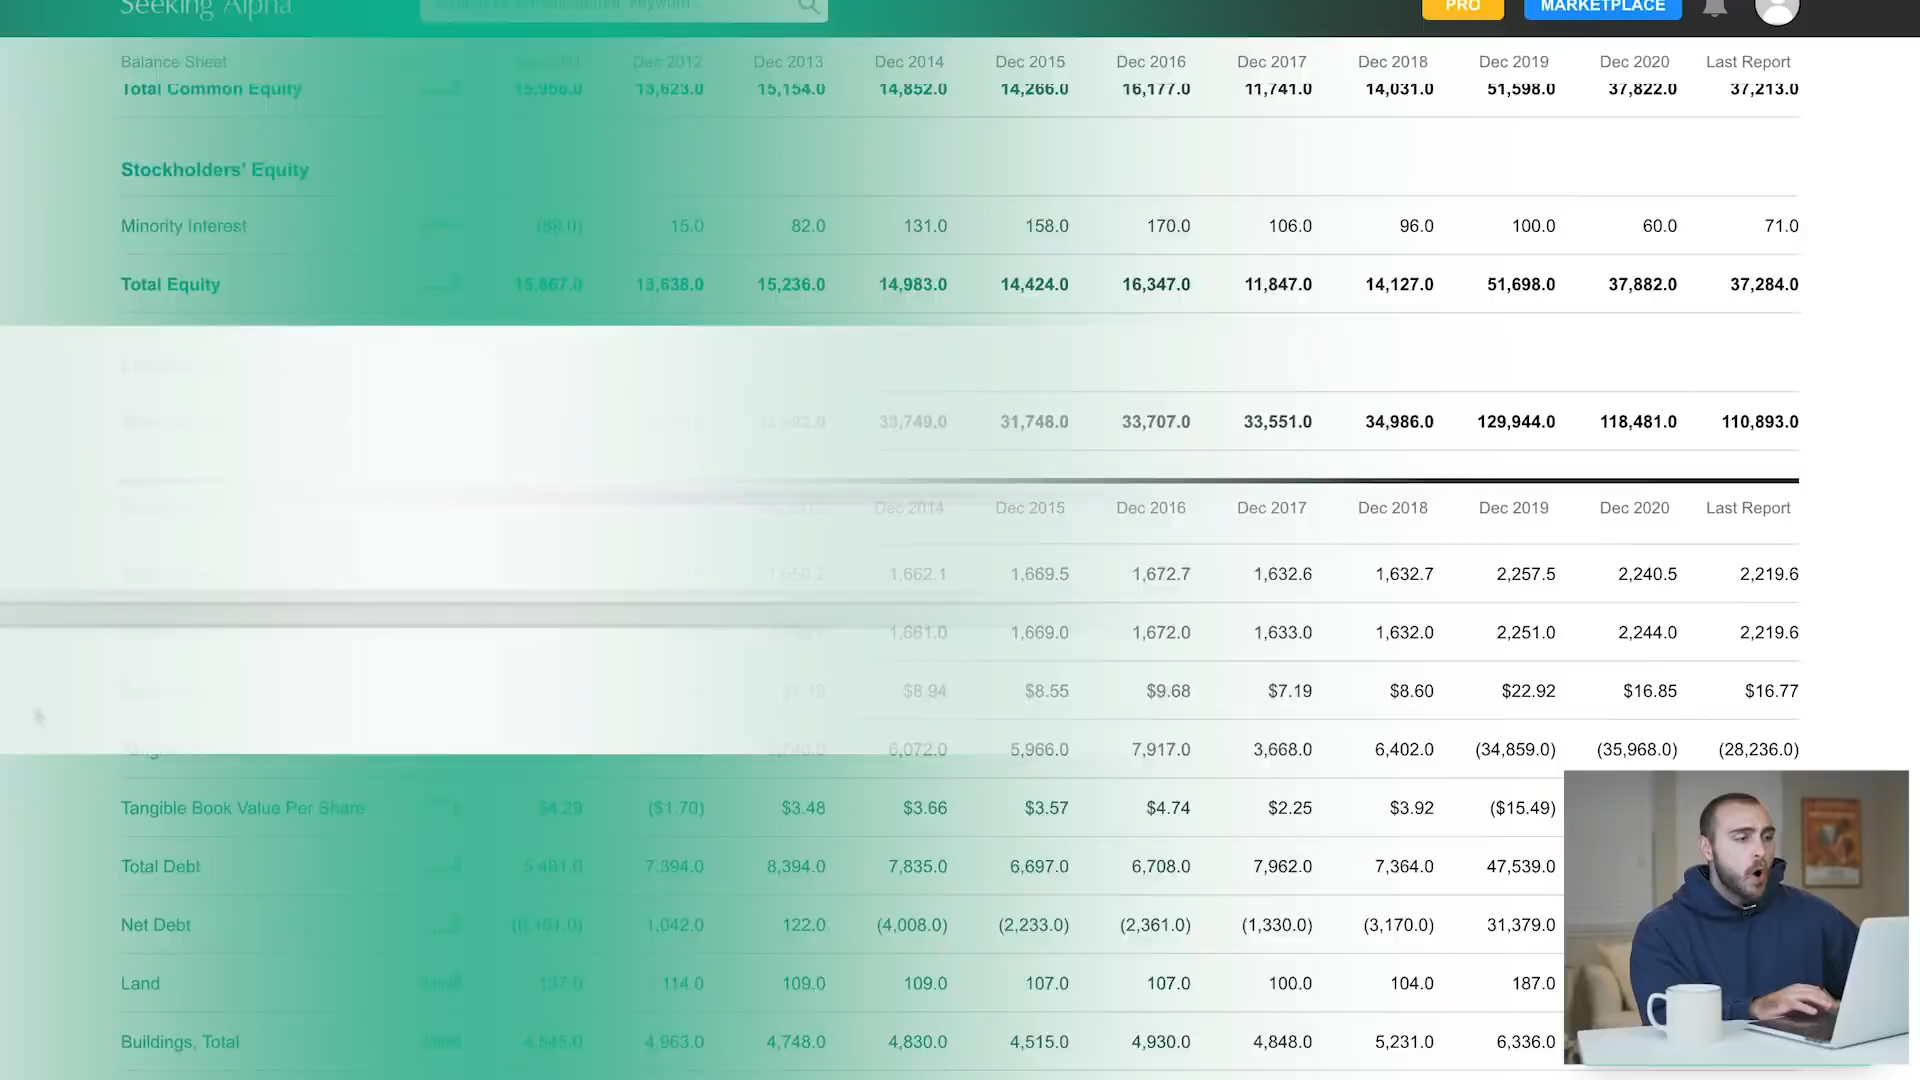 Seeking Alpha PRO MARKETPLACE
Balance Sheet Dec 2012 Dec 2013 Dec 2014 Dec 2015 Dec 2016 Dec 2017 Dec 2018 Dec 2019 Dec 2020 Last Report
Total Common Equity 15,956.0 13,623.0 15,154.0 14,852.0 14,266.0 16,177.0 11,741.0 14,031.0 51,598.0 37,822.0 37,213.0
Stockholders' Equity
Minority Interest 15.0 82.0 131.0 158.0 170.0 106.0 96.0 100.0 60.0 71.0
Total Equity 15,867.0 13,638.0 15,236.0 14,983.0 14,424.0 16,347.0 11,847.0 14,127.0 51,698.0 37,882.0 37,284.0
33,749.0 31,748.0 33,707.0 33,551.0 34,986.0 129,944.0 118,481.0 110,893.0
Dec 2014 Dec 2015 Dec 2016 Dec 2017 Dec 2018 Dec 2019 Dec 2020 Last Report
1,662.1 1,669.5 1,672.7 1,632.6 1,632.7 2,257.5 2,240.5 2,219.6
1,661.0 1,669.0 1,672.0 1,633.0 1,632.0 2,251.0 2,244.0 2,219.6
$8.94 $8.55 $9.68 $7.19 $8.60 $22.92 $16.85 $16.77
6,072.0 5,966.0 7,917.0 3,668.0 6,402.0 (34,859.0) (35,968.0) (28,236.0)
Tangible Book Value Per Share $4.29 ($1.70) $3.48 $3.66 $3.57 $4.74 $2.25 $3.92 ($15.49)
Total Debt 7,394.0 8,394.0 7,835.0 6,697.0 6,708.0 7,962.0 7,364.0 47,539.0
Net Debt 1,042.0 122.0 (4,008.0) (2,233.0) (2,361.0) (1,330.0) (3,170.0) 31,379.0
Land 137.0 114.0 109.0 109.0 107.0 107.0 100.0 104.0 187.0
Buildings, Total 4,545.0 4,963.0 4,748.0 4,830.0 4,515.0 4,930.0 4,848.0 5,231.0 6,336.0